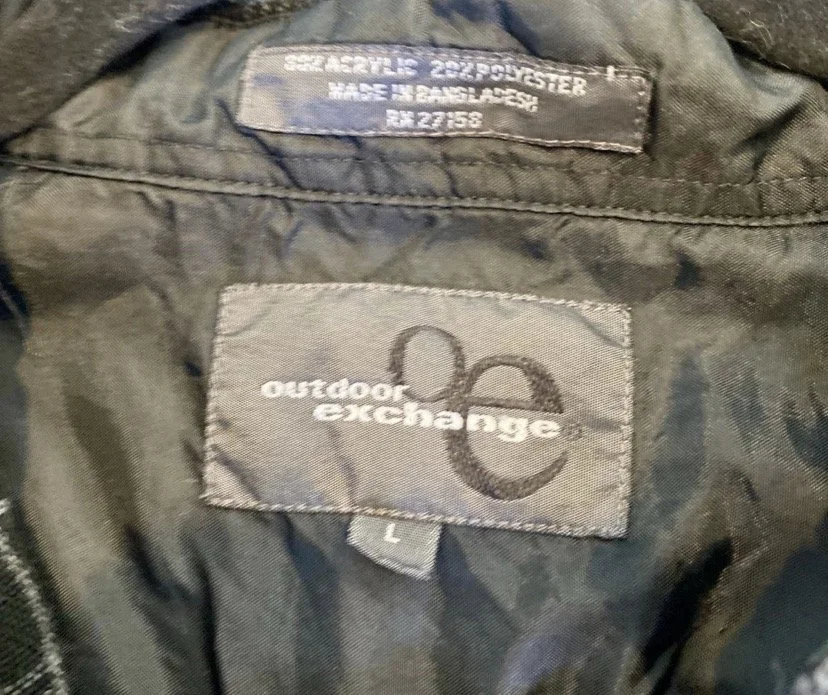 80% ACRYLIC 20% POLYESTER
MADE IN BANGLADESH
RN 27158
oe
outdoor
exchange®
L